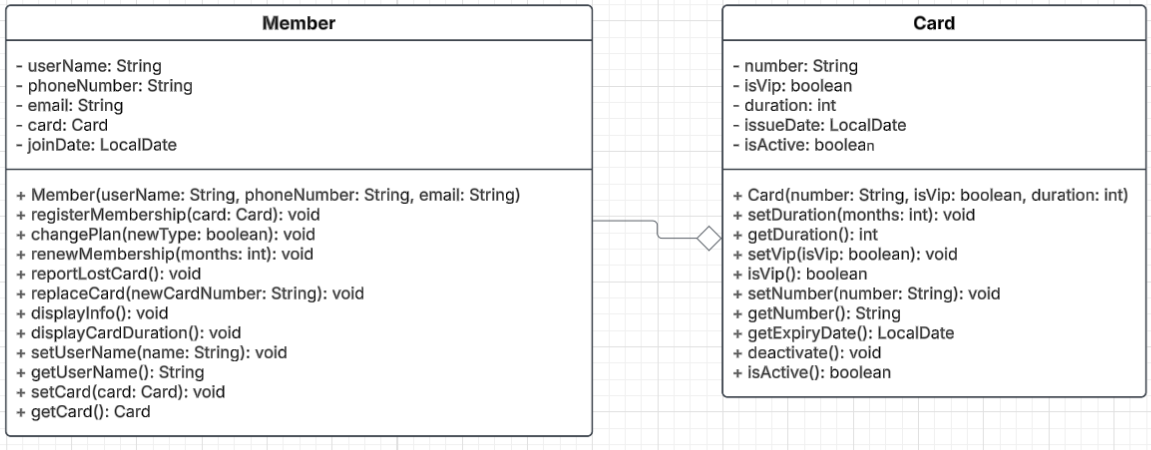 Member
- userName: String
- phoneNumber: String
- email: String
- card: Card
- joinDate: LocalDate
+ Member(userName: String, phoneNumber: String, email: String)
+ registerMembership(card: Card): void
+ changePlan(newType: boolean): void
+ renewMembership(months: int): void
+ reportLostCard(): void
+ replaceCard(newCardNumber: String): void
+ displayInfo(): void
+ displayCardDuration(): void
+ setUserName(name: String): void
+ getUserName(): String
+ setCard(card: Card): void
+ getCard(): Card
Card
- number: String
- isVip: boolean
- duration: int
- issueDate: LocalDate
- isActive: boolean
+ Card(number: String, isVip: boolean, duration: int)
+ setDuration(months: int): void
+ getDuration(): int
+ setVip(isVip: boolean): void
+ isVip(): boolean
+ setNumber(number: String): void
+ getNumber(): String
+ getExpiryDate(): LocalDate
+ deactivate(): void
+ isActive(): boolean